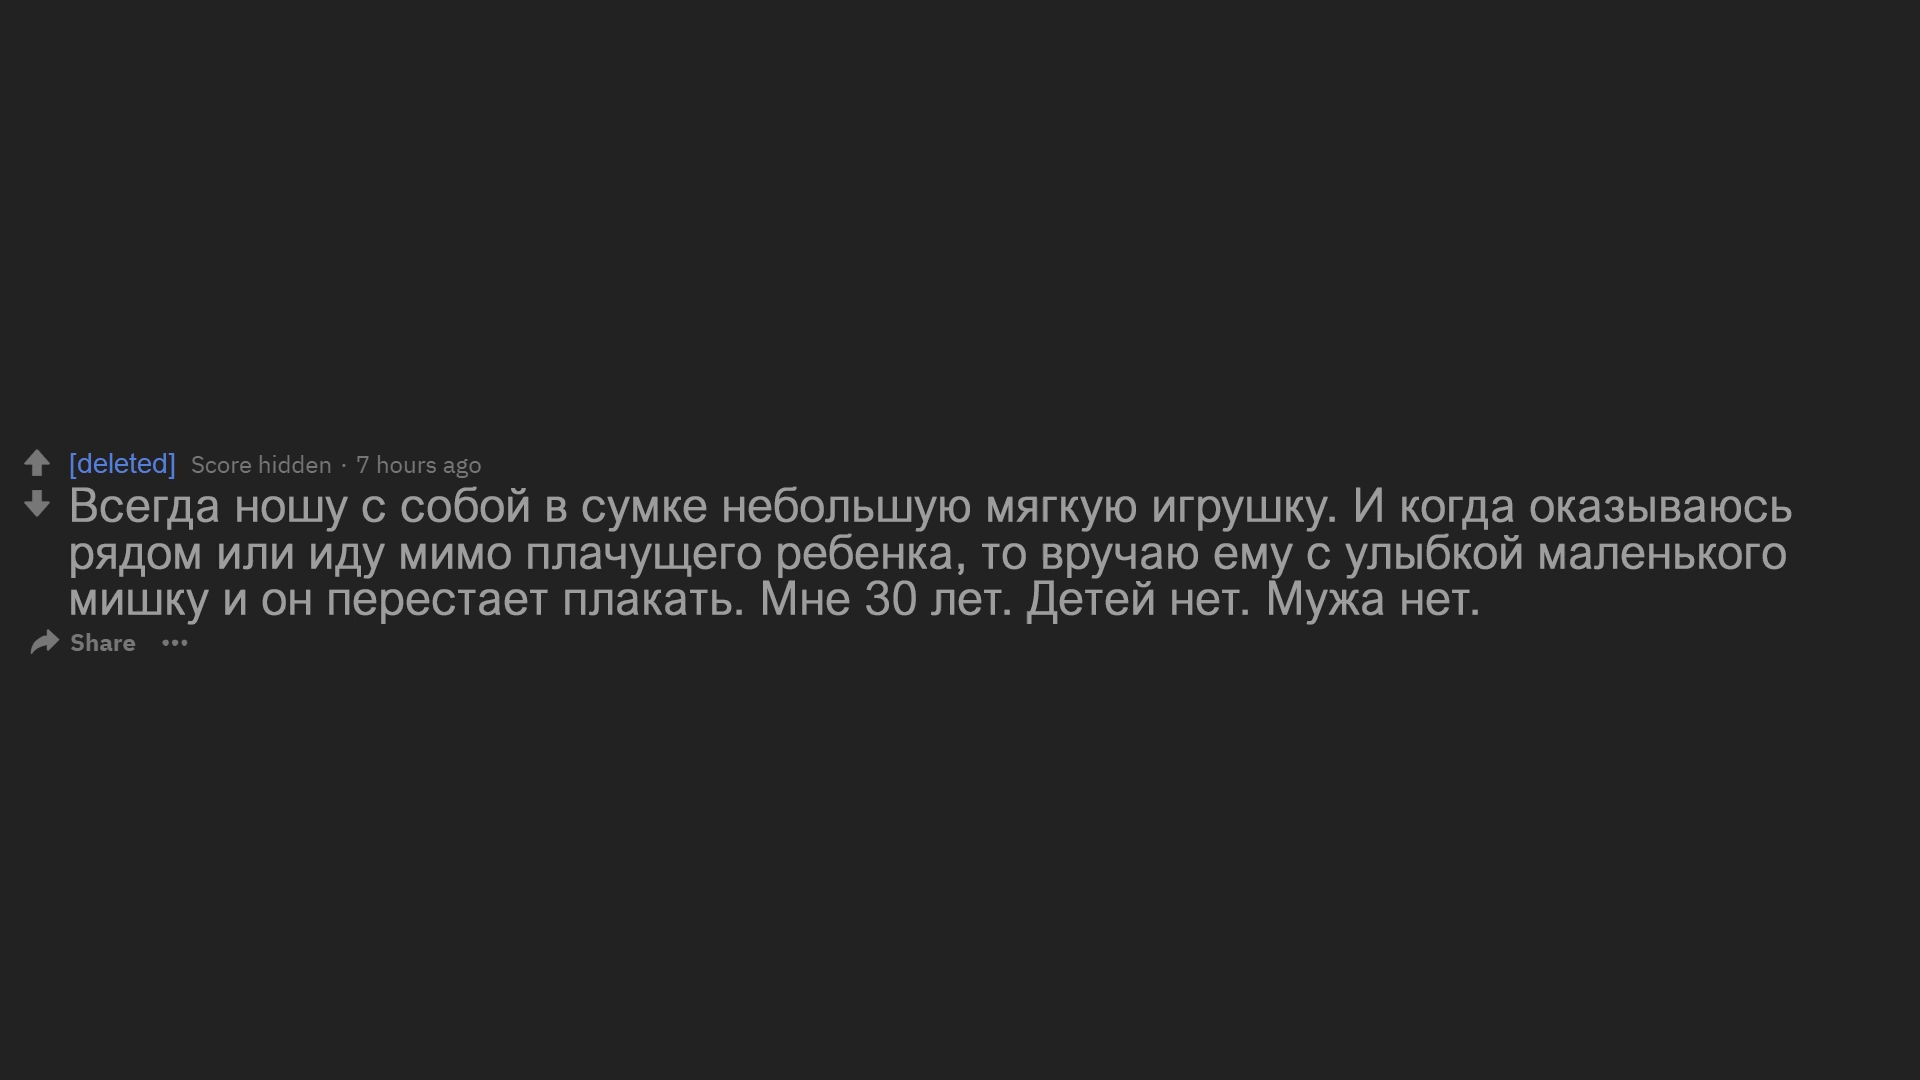 [deleted] Score hidden · 7 hours ago
Всегда ношу с собой в сумке небольшую мягкую игрушку. И когда оказываюсь
рядом или иду мимо плачущего ребенка, то вручаю ему с улыбкой маленького
мишку и он перестает плакать. Мне 30 лет. Детей нет. Мужа нет.
Share •••